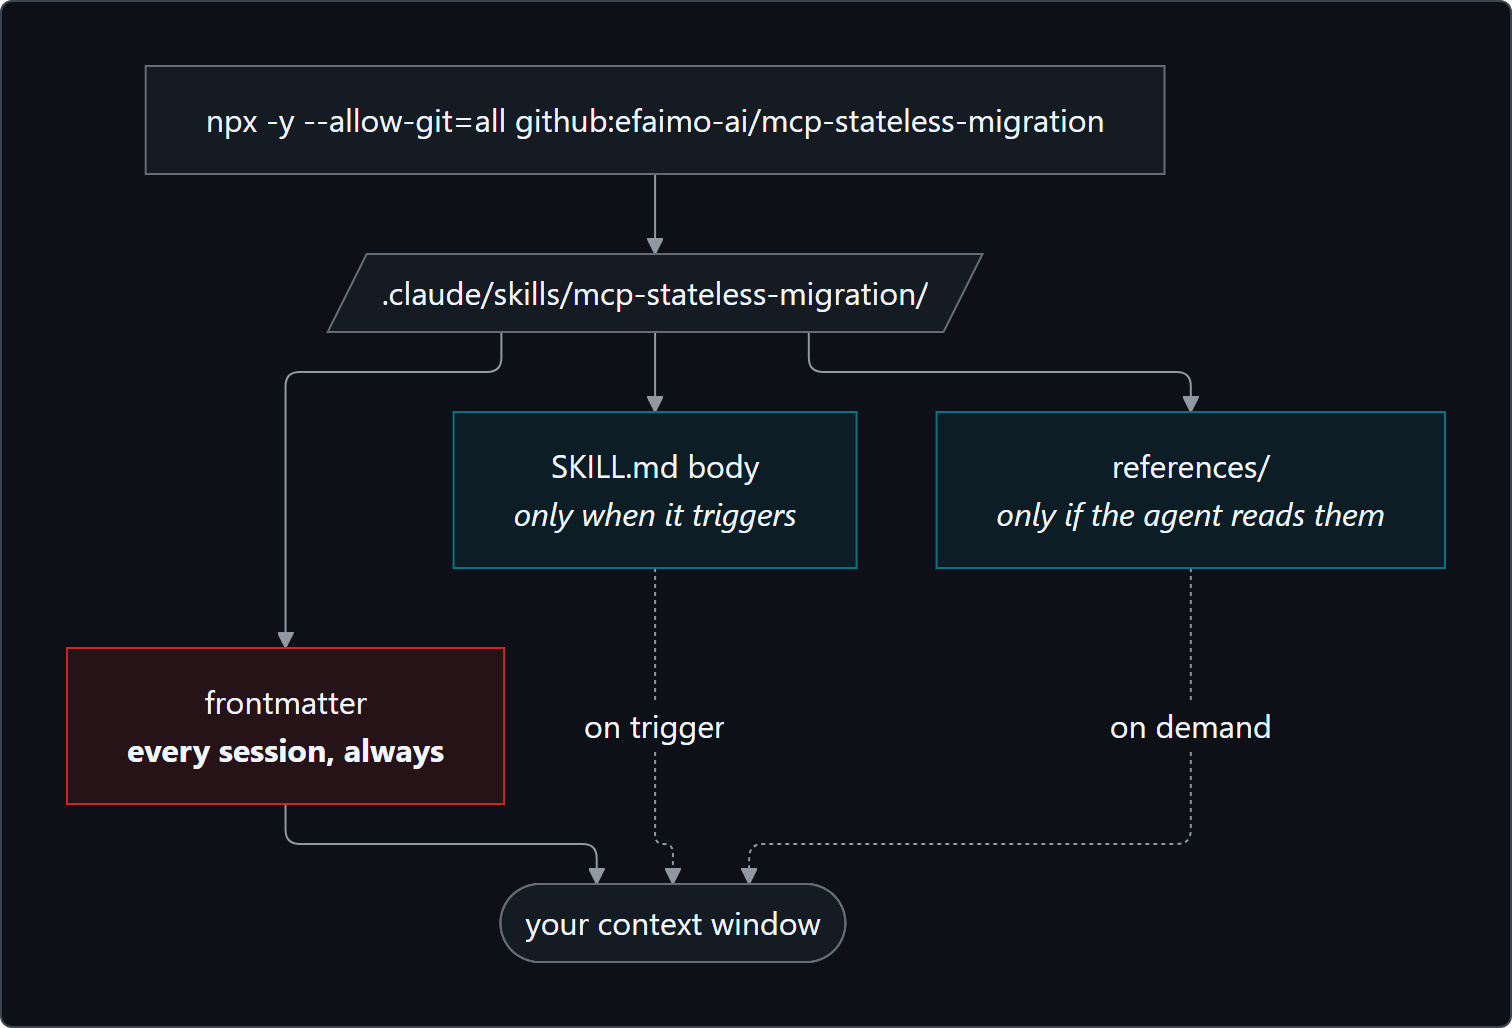 npx -y --allow-git=all github:efaimo-ai/mcp-stateless-migration
.claude/skills/mcp-stateless-migration/
SKILL.md body
only when it triggers
references/
only if the agent reads them
frontmatter
every session, always
on trigger
on demand
your context window